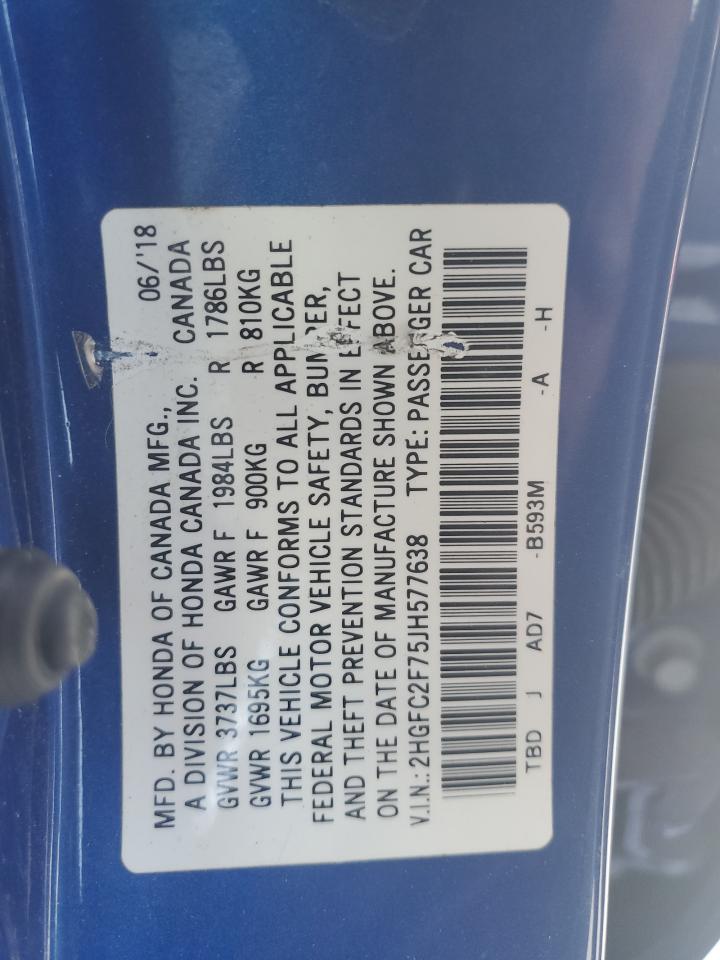 MFD. BY HONDA OF CANADA MFG., 06/'18
A DIVISION OF HONDA CANADA INC. CANADA
GVWR 3737LBS GAWR F 1984LBS R 1786LBS
GVWR 1695KG GAWR F 900KG R 810KG
THIS VEHICLE CONFORMS TO ALL APPLICABLE
FEDERAL MOTOR VEHICLE SAFETY, BUMPER,
AND THEFT PREVENTION STANDARDS IN EFFECT
ON THE DATE OF MANUFACTURE SHOWN ABOVE.
V.I.N.: 2HGFC2F75JH577638 TYPE: PASSENGER CAR
TBD J AD7 -B593M -A -H